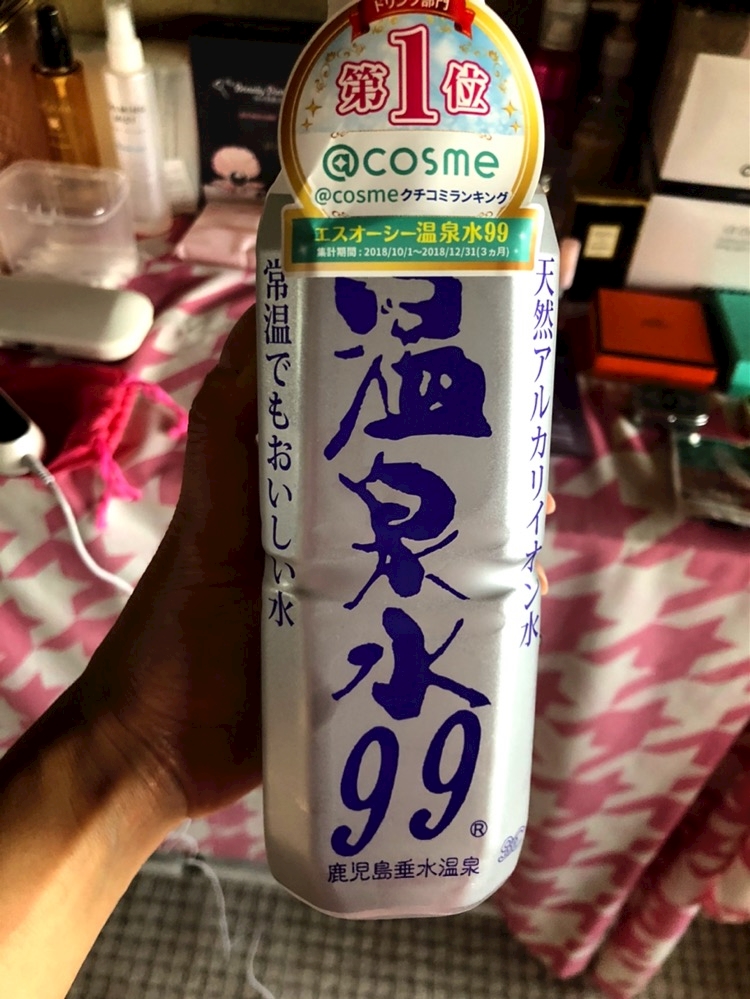 ドリンク部門
第1位
@cosme
@cosmeクチコミランキング
エスオーシー温泉水99
集計期間:2018/10/1〜2018/12/31(3ヵ月)
常温でもおいしい水
温泉水99®
天然アルカリイオン水
鹿児島垂水温泉